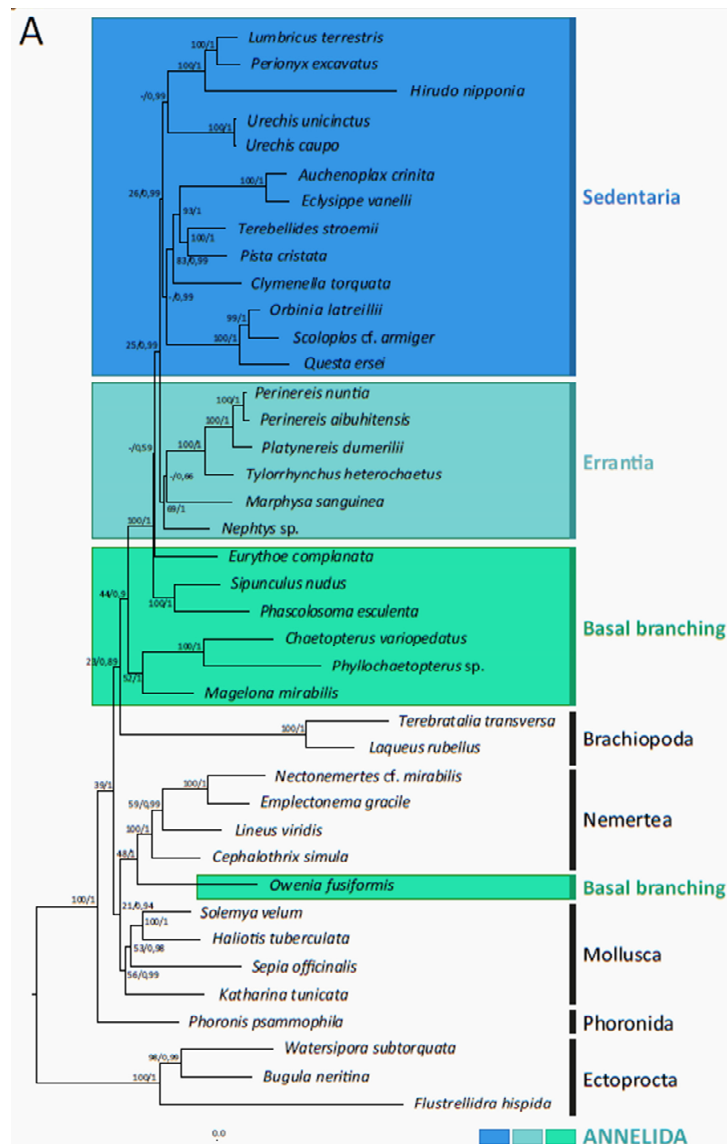 A
100/1 Lumbricus terrestris
100/1 Perionyx excavatus
-/0,99 Hirudo nipponia
100/1 Urechis unicinctus
Urechis caupo
100/1 Auchenoplax crinita
26/0,99 Eclysippe vanelli
Sedentaria
93/1 Terebellides stroemii
100/1
83/0,99 Pista cristata
Clymenella torquata
-/0,99
99/1 Orbinia latreillii
100/1 Scoloplos cf. armiger
25/0,99 Questa ersei
100/1 Perinereis nuntia
100/1 Perinereis aibuhitensis
-/0,59 100/1 Platynereis dumerilii
Errantia
-/0,66 Tylorrhynchus heterochaetus
69/1 Marphysa sanguinea
100/1 Nephtys sp.
Eurythoe complanata
Sipunculus nudus
44/0,9 100/1 Phascolosoma esculenta
Basal branching
100/1 Chaetopterus variopedatus
23/0,89 Phyllochaetopterus sp.
52/1 Magelona mirabilis
100/1 Terebratalia transversa
Laqueus rubellus
Brachiopoda
39/1 100/1 Nectonemertes cf. mirabilis
59/0,99 Emplectonema gracile
Nemertea
100/1 Lineus viridis
48/1 Cephalothrix simula
Owenia fusiformis Basal branching
100/1 21/0,94 Solemya velum
100/1 Haliotis tuberculata
53/0,98
Mollusca
56/0,99 Sepia officinalis
Katharina tunicata
Phoronis psammophila Phoronida
98/0,99 Watersipora subtorquata
100/1 Bugula neritina
Ectoprocta
Flustrellidra hispida
0.0 ANNELIDA